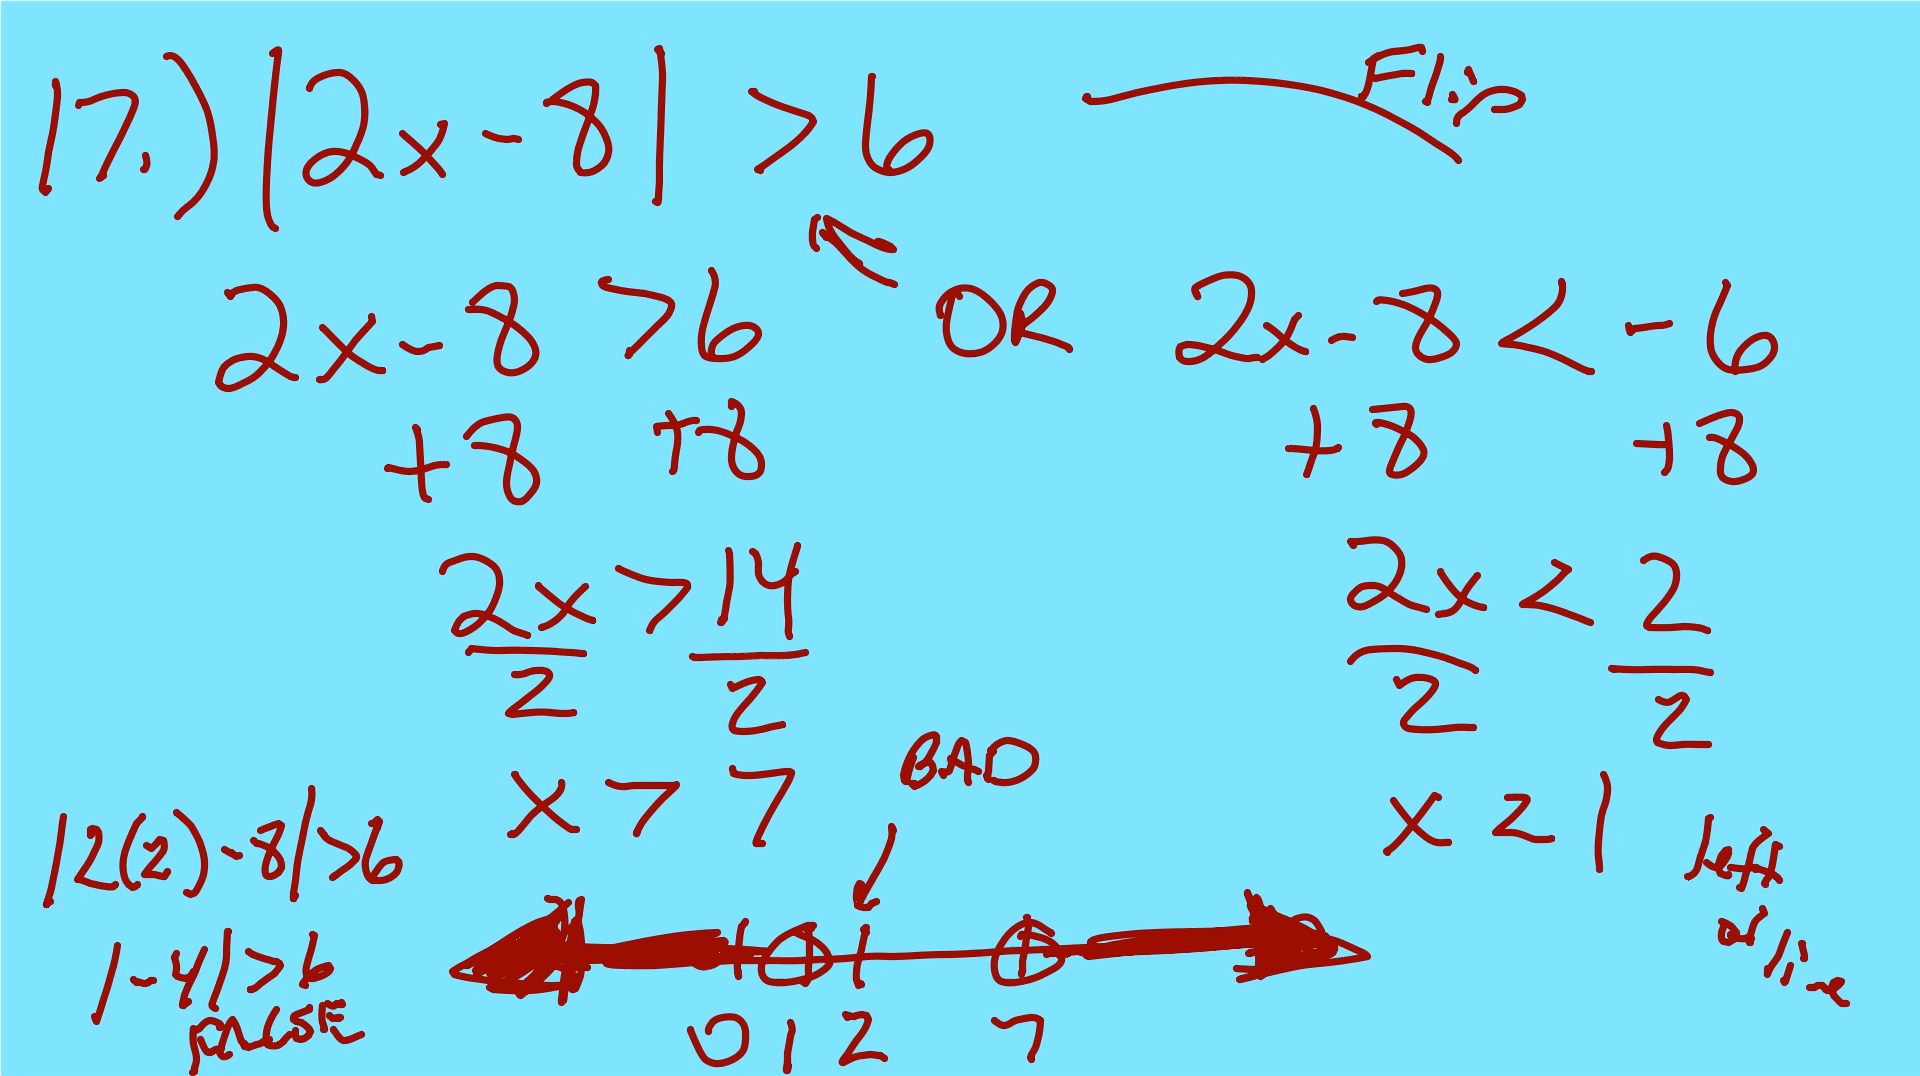 17.) |2x - 8| > 6
Flip
2x - 8 > 6 OR 2x - 8 < - 6
+8 +8 +8 +8
2x > 14 2x < 2
2 2 2 2
BAD
x > 7 x < 1
|2(2) - 8| > 6
left
of line
|-4| > 6
FALSE
0 1 2 7